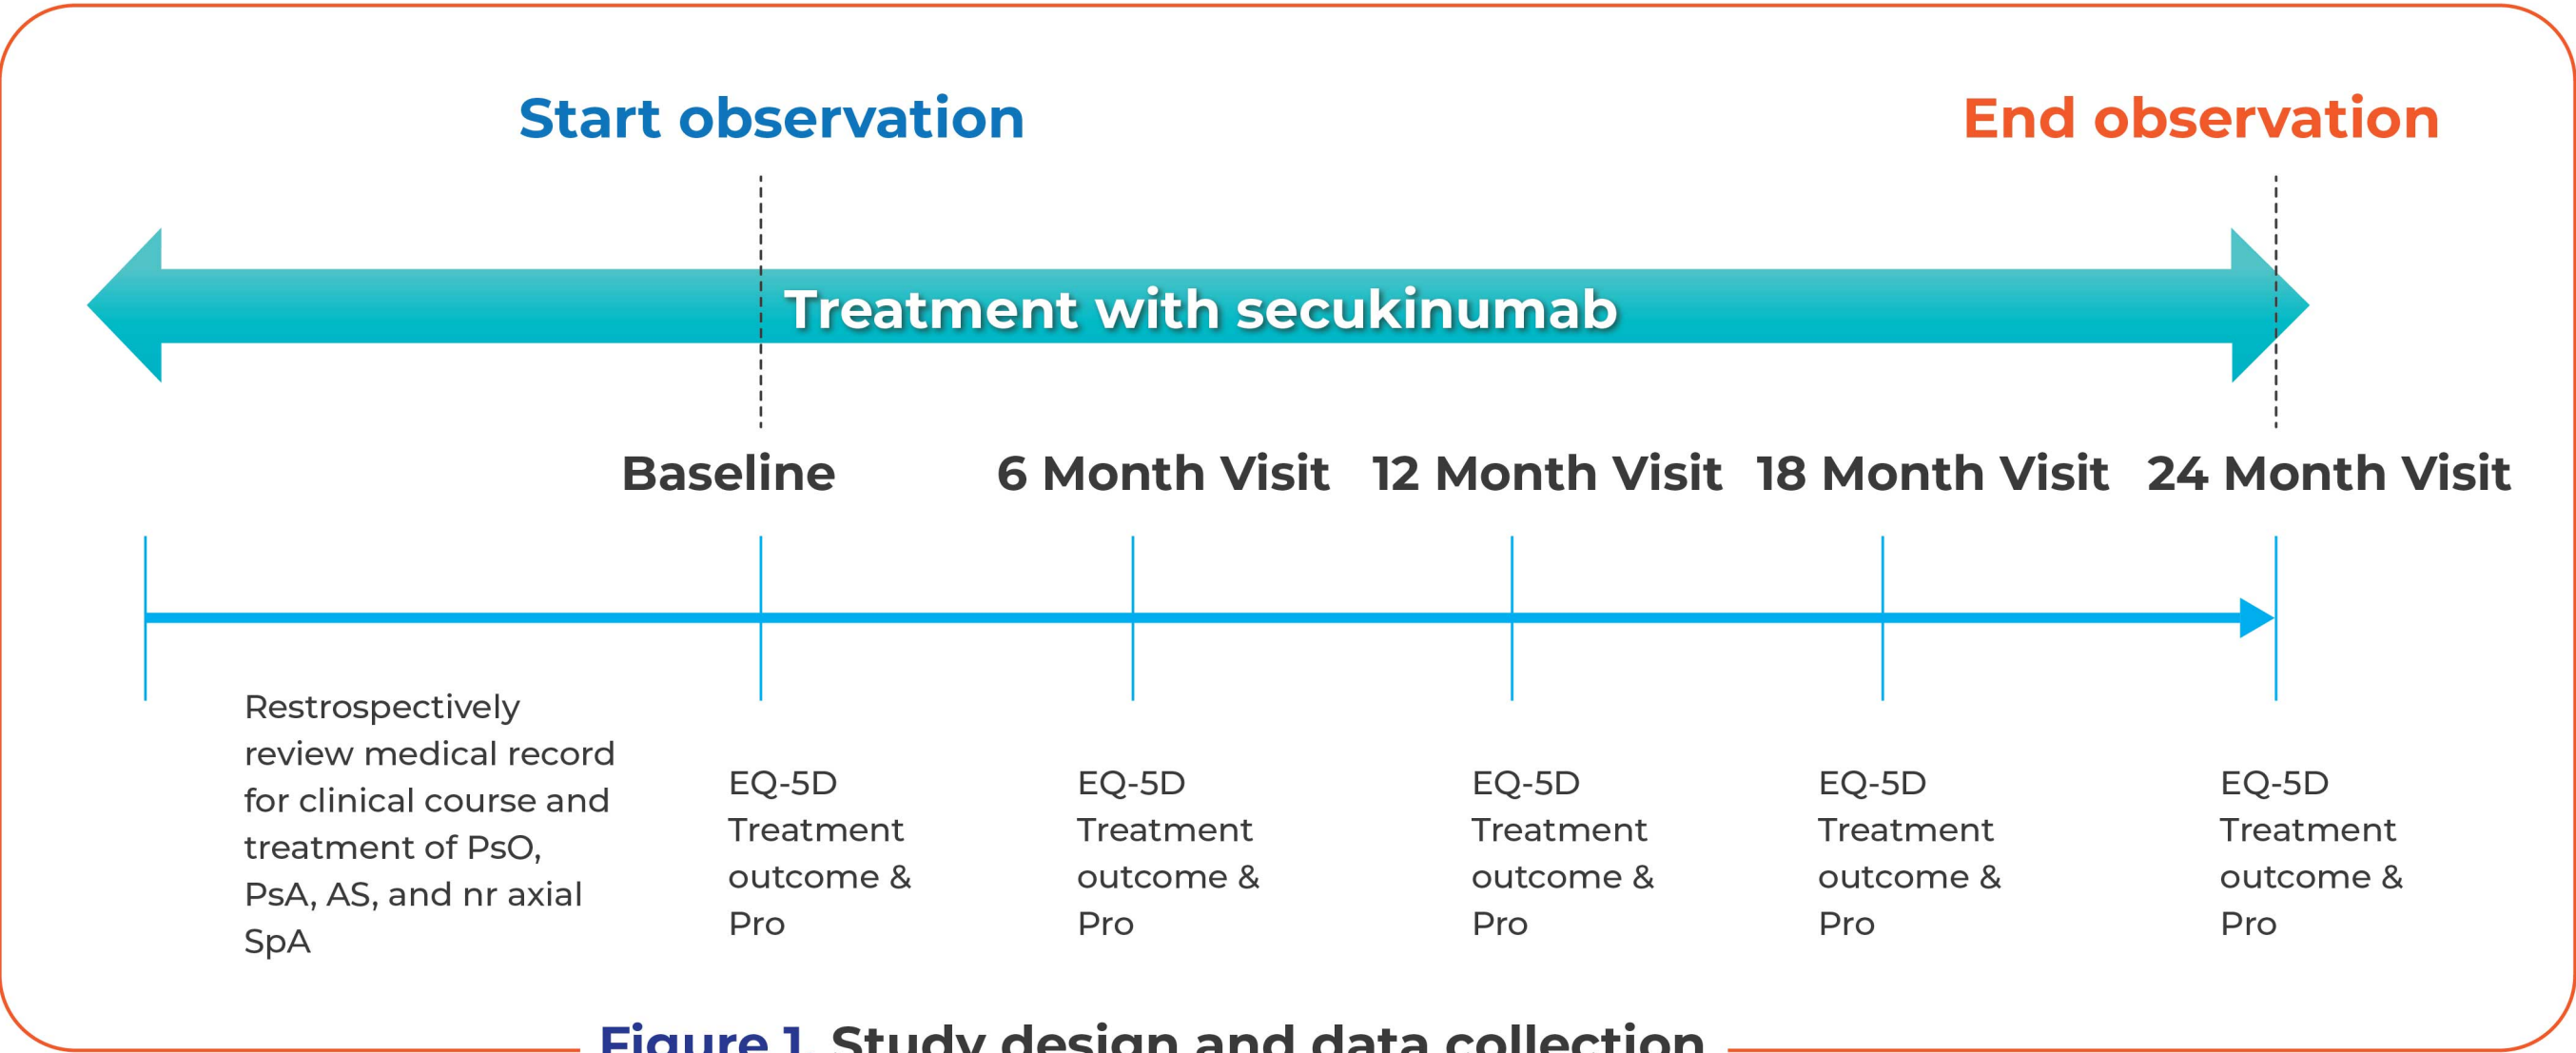 Start observation
End observation
Treatment with secukinumab
Baseline
6 Month Visit
12 Month Visit
18 Month Visit
24 Month Visit
Restrospectively
review medical record
for clinical course and
treatment of PsO,
PsA, AS, and nr axial
SpA
EQ-5D
Treatment
outcome &
Pro
EQ-5D
Treatment
outcome &
Pro
EQ-5D
Treatment
outcome &
Pro
EQ-5D
Treatment
outcome &
Pro
EQ-5D
Treatment
outcome &
Pro
Figure 1. Study design and data collection